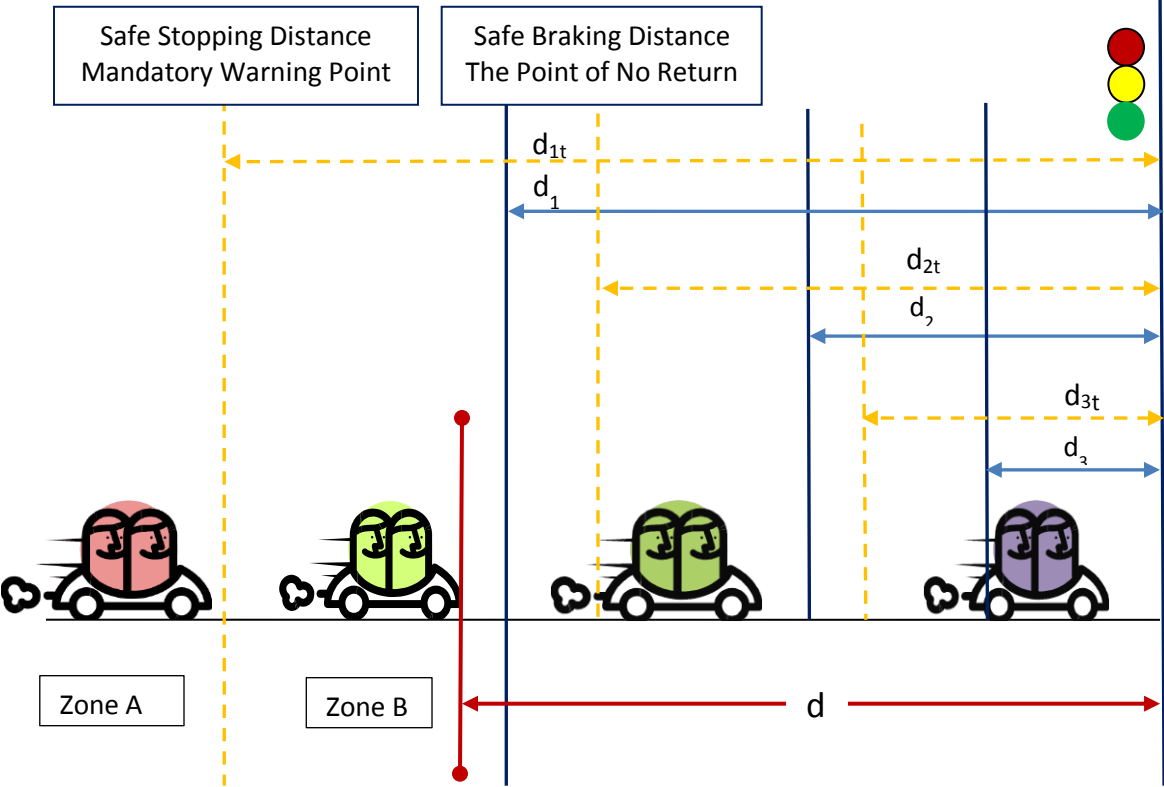 Safe Stopping Distance
Mandatory Warning Point
Safe Braking Distance
The Point of No Return
d1t
d1
d2t
d2
d3t
d3
Zone A
Zone B
d